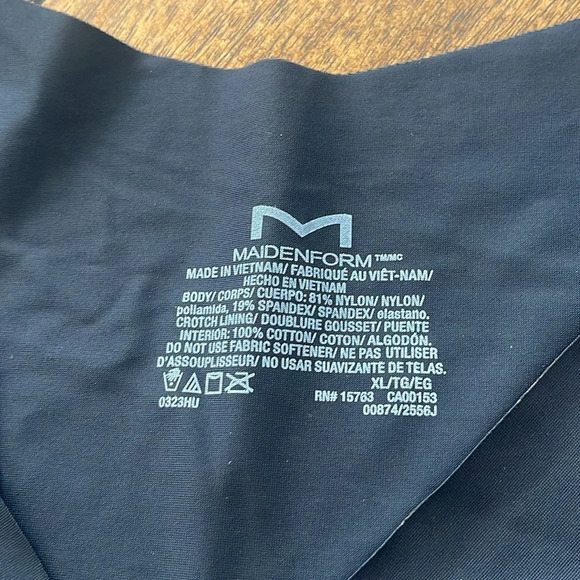 MAIDENFORM TM/MC
MADE IN VIETNAM/ FABRIQUÉ AU VIÊT-NAM/
HECHO EN VIETNAM
BODY/ CORPS/ CUERPO: 81% NYLON/ NYLON/
poliamida, 19% SPANDEX/ SPANDEX/ elastano.
CROTCH LINING/ DOUBLURE GOUSSET/ PUENTE
INTERIOR: 100% COTTON/ COTON/ ALGODÓN.
DO NOT USE FABRIC SOFTENER/ NE PAS UTILISER
D'ASSOUPLISSEUR/ NO USAR SUAVIZANTE DE TELAS.
XL/TG/EG
0323HU RN# 15763 CA00153
00874/2556J